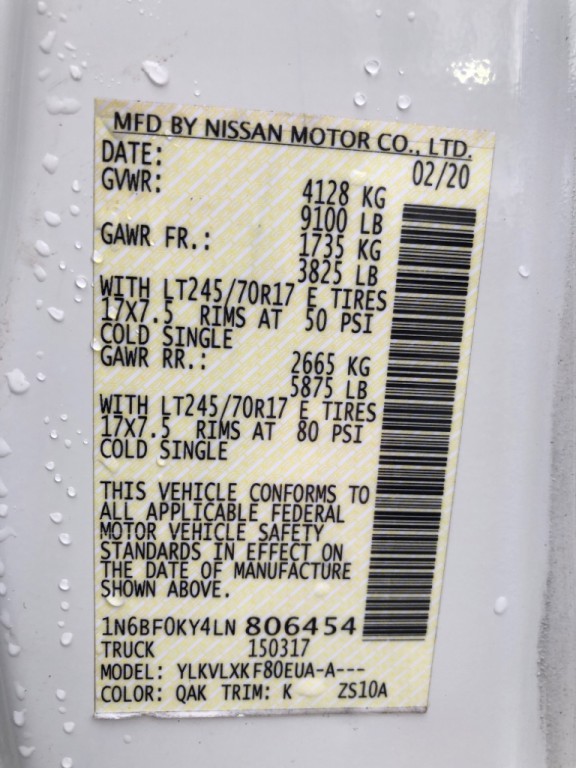 MFD BY NISSAN MOTOR CO., LTD.
DATE: 02/20
GVWR: 4128 KG
9100 LB
GAWR FR.: 1735 KG
3825 LB
WITH LT245/70R17 E TIRES
17X7.5 RIMS AT 50 PSI
COLD SINGLE
GAWR RR.: 2665 KG
5875 LB
WITH LT245/70R17 E TIRES
17X7.5 RIMS AT 80 PSI
COLD SINGLE
THIS VEHICLE CONFORMS TO
ALL APPLICABLE FEDERAL
MOTOR VEHICLE SAFETY
STANDARDS IN EFFECT ON
THE DATE OF MANUFACTURE
SHOWN ABOVE.
1N6BF0KY4LN 806454
TRUCK 150317
MODEL: YLKVLXKF80EUA-A---
COLOR: QAK TRIM: K ZS10A